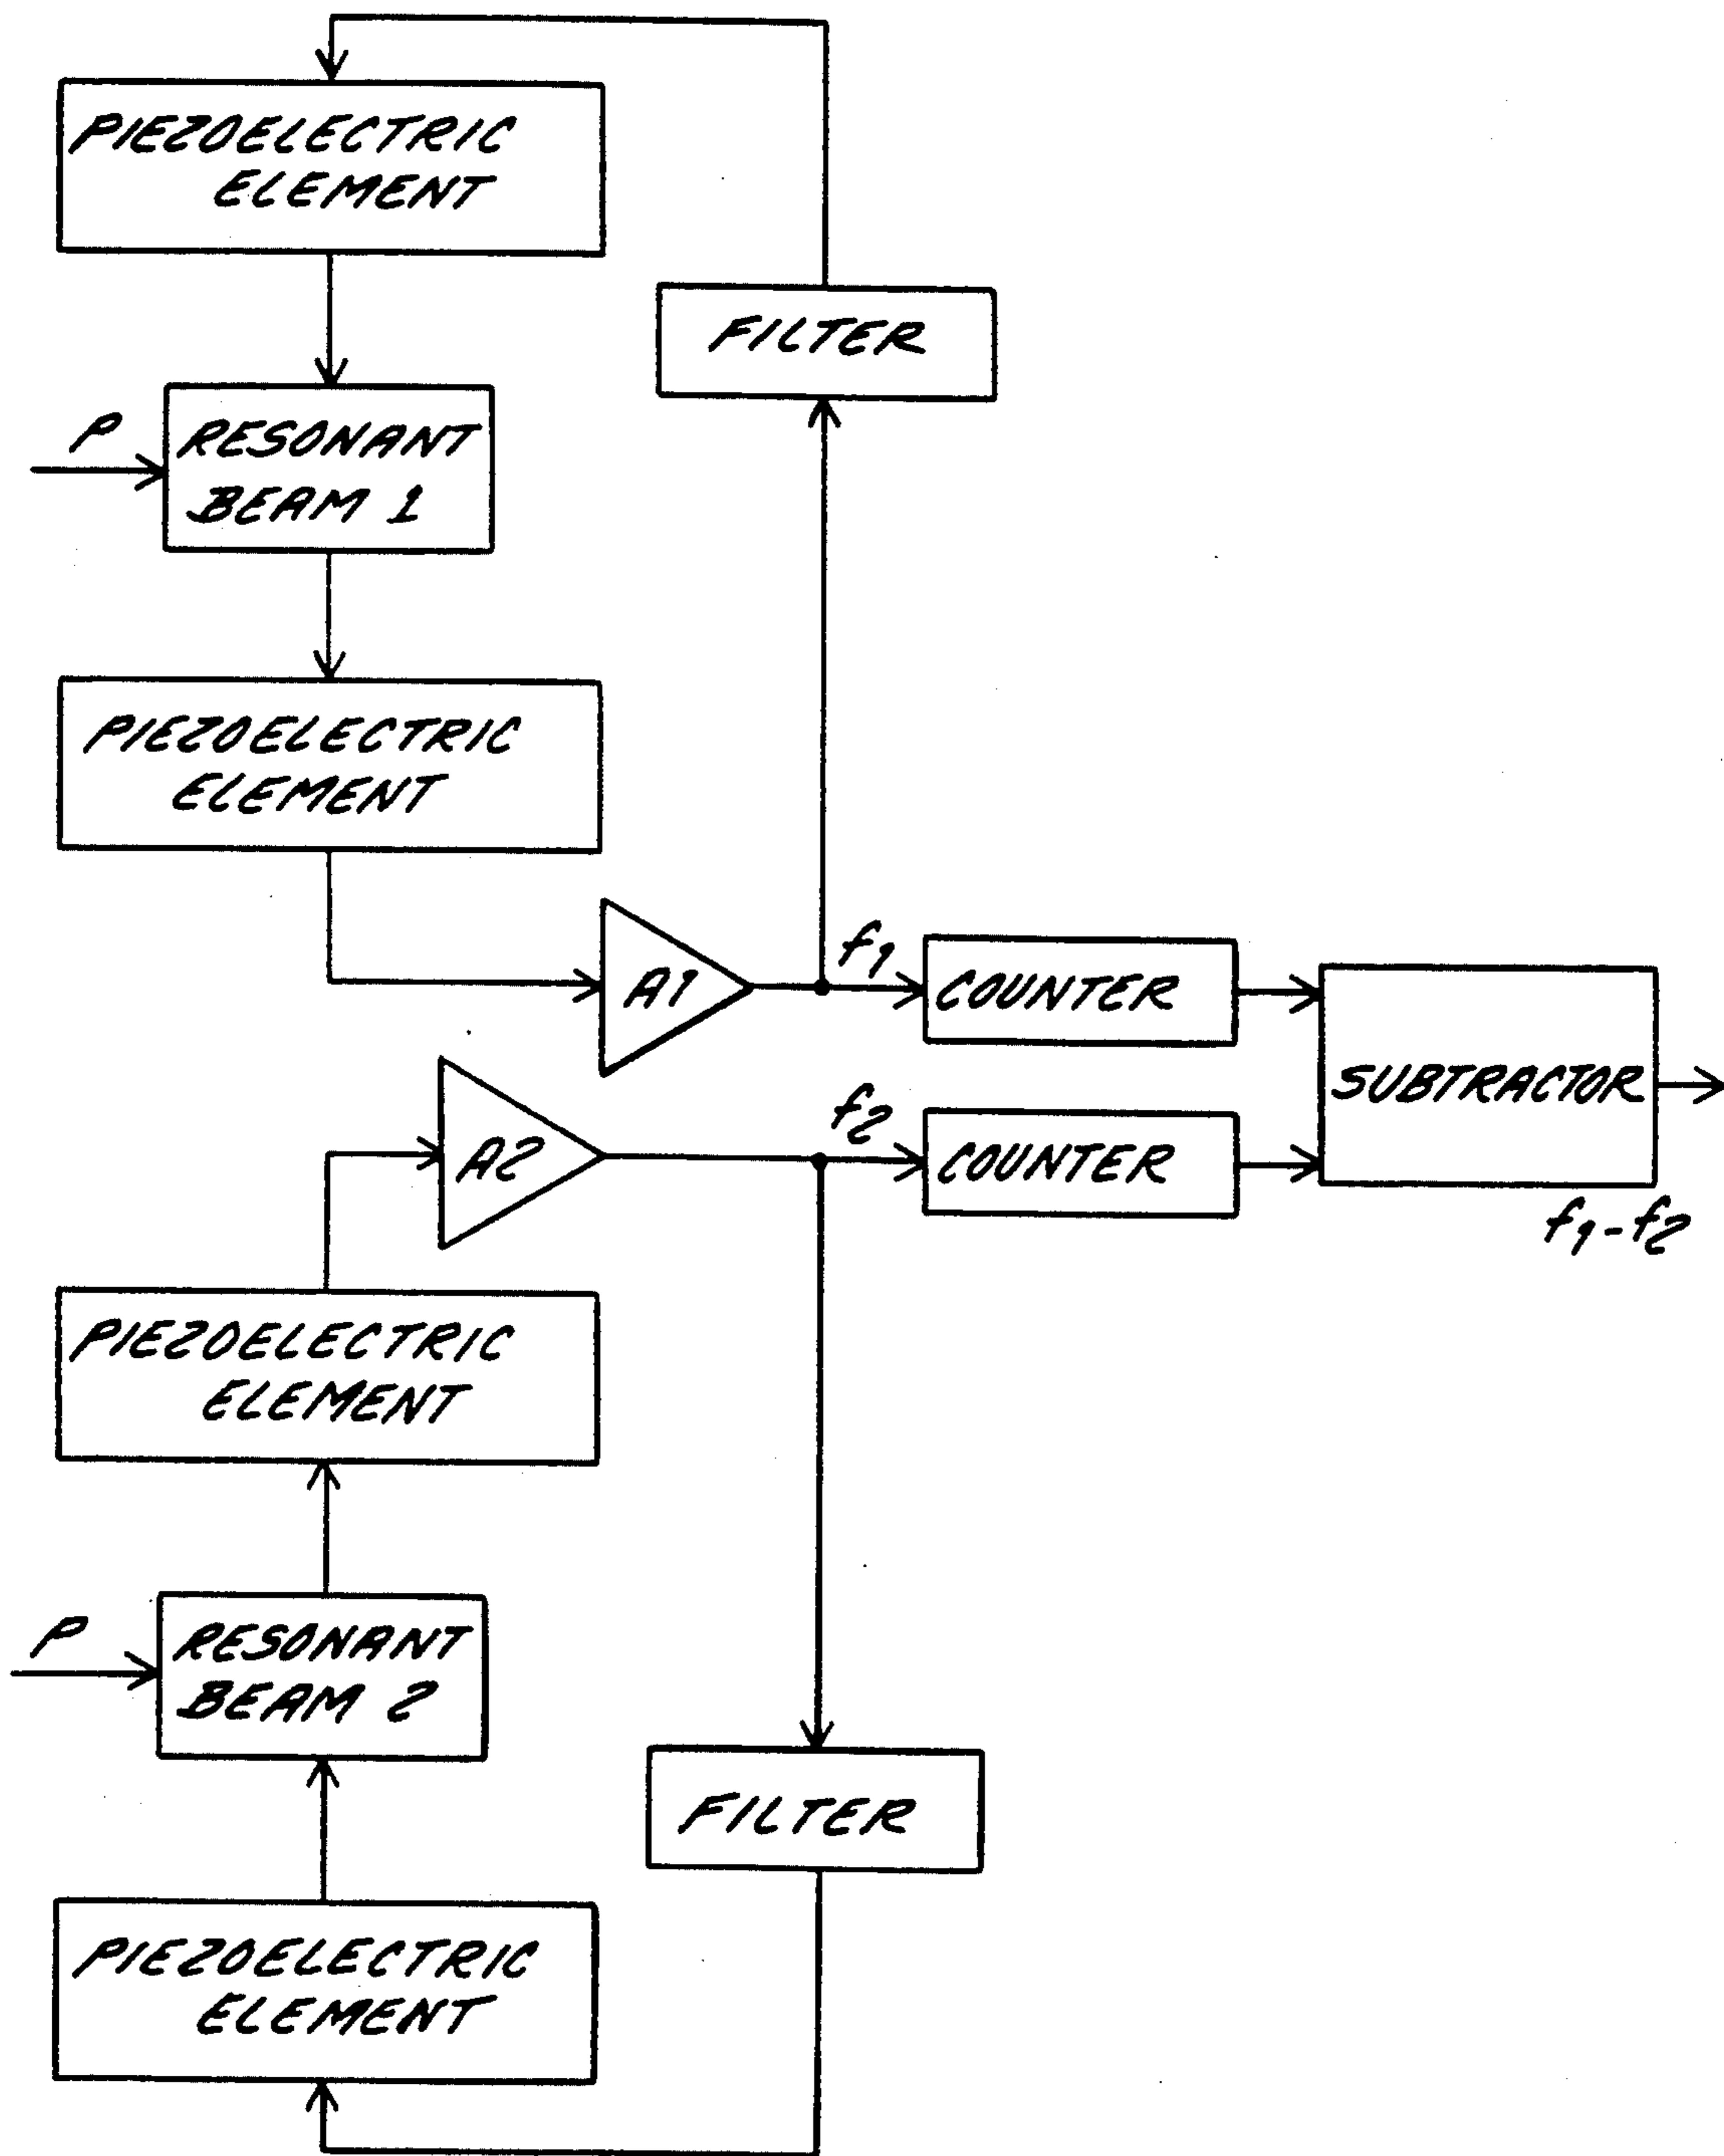 PIEZOELECTRIC
ELEMENT
FILTER
P
RESONANT
BEAM 1
PIEZOELECTRIC
ELEMENT
A1
f1
COUNTER
SUBTRACTOR
A2
f2
COUNTER
f1-f2
PIEZOELECTRIC
ELEMENT
P
RESONANT
BEAM 2
FILTER
PIEZOELECTRIC
ELEMENT